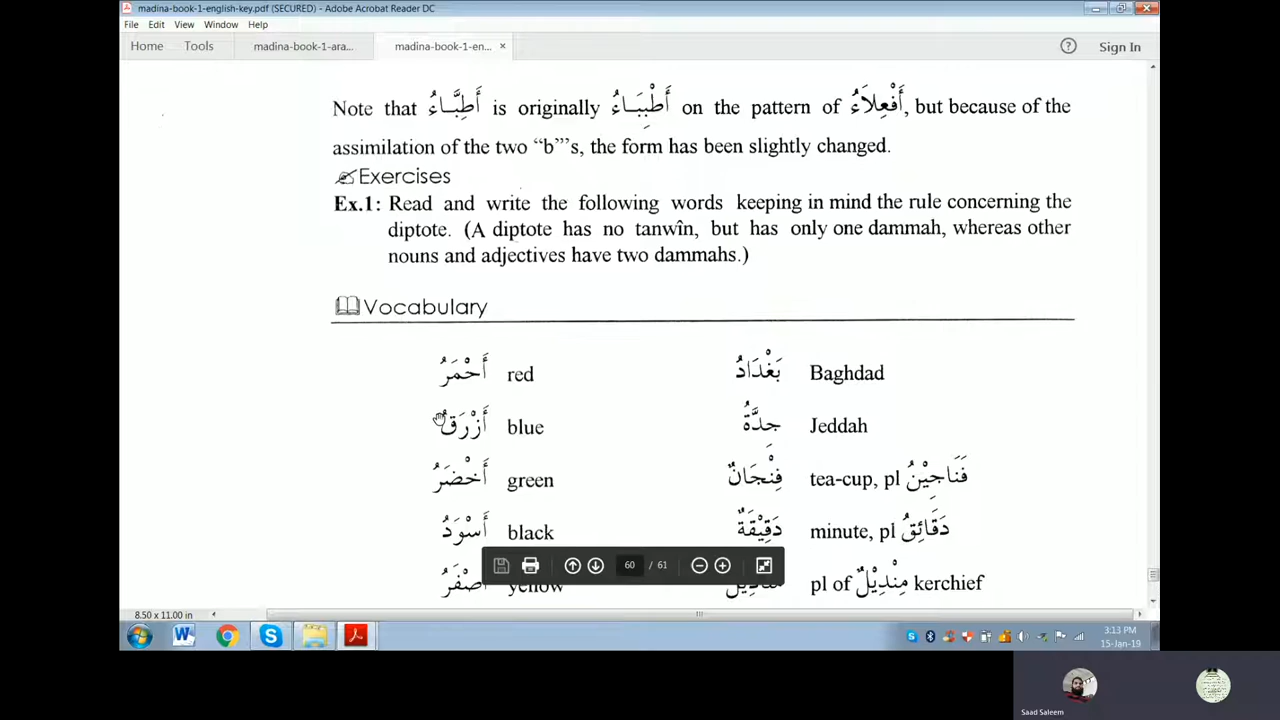 madina-book-1-english-key.pdf (SECURED) - Adobe Acrobat Reader DC
File Edit View Window Help
Home Tools madina-book-1-ara... madina-book-1-en... × ? Sign In
Note that أَطِبَّاءُ is originally أَطْبِبَاءُ on the pattern of أَفْعِلاَءُ, but because of the
assimilation of the two “b”’s, the form has been slightly changed.
Exercises
Ex.1: Read and write the following words keeping in mind the rule concerning the
diptote. (A diptote has no tanwîn, but has only one dammah, whereas other
nouns and adjectives have two dammahs.)
Vocabulary
أَحْمَرُ red بَغْدَادُ Baghdad
أَزْرَقُ blue جِدَّةُ Jeddah
أَخْضَرُ green فِنْجَانٌ tea-cup, pl فَنَاجِيْنُ
أَسْوَدُ black دَقِيْقَةٌ minute, pl دَقَائِقُ
أَصْفَرُ yellow pl of مِنْدِيْلٌ kerchief
60 / 61
8.50 x 11.00 in
3:13 PM
15-Jan-19
Saad Saleem